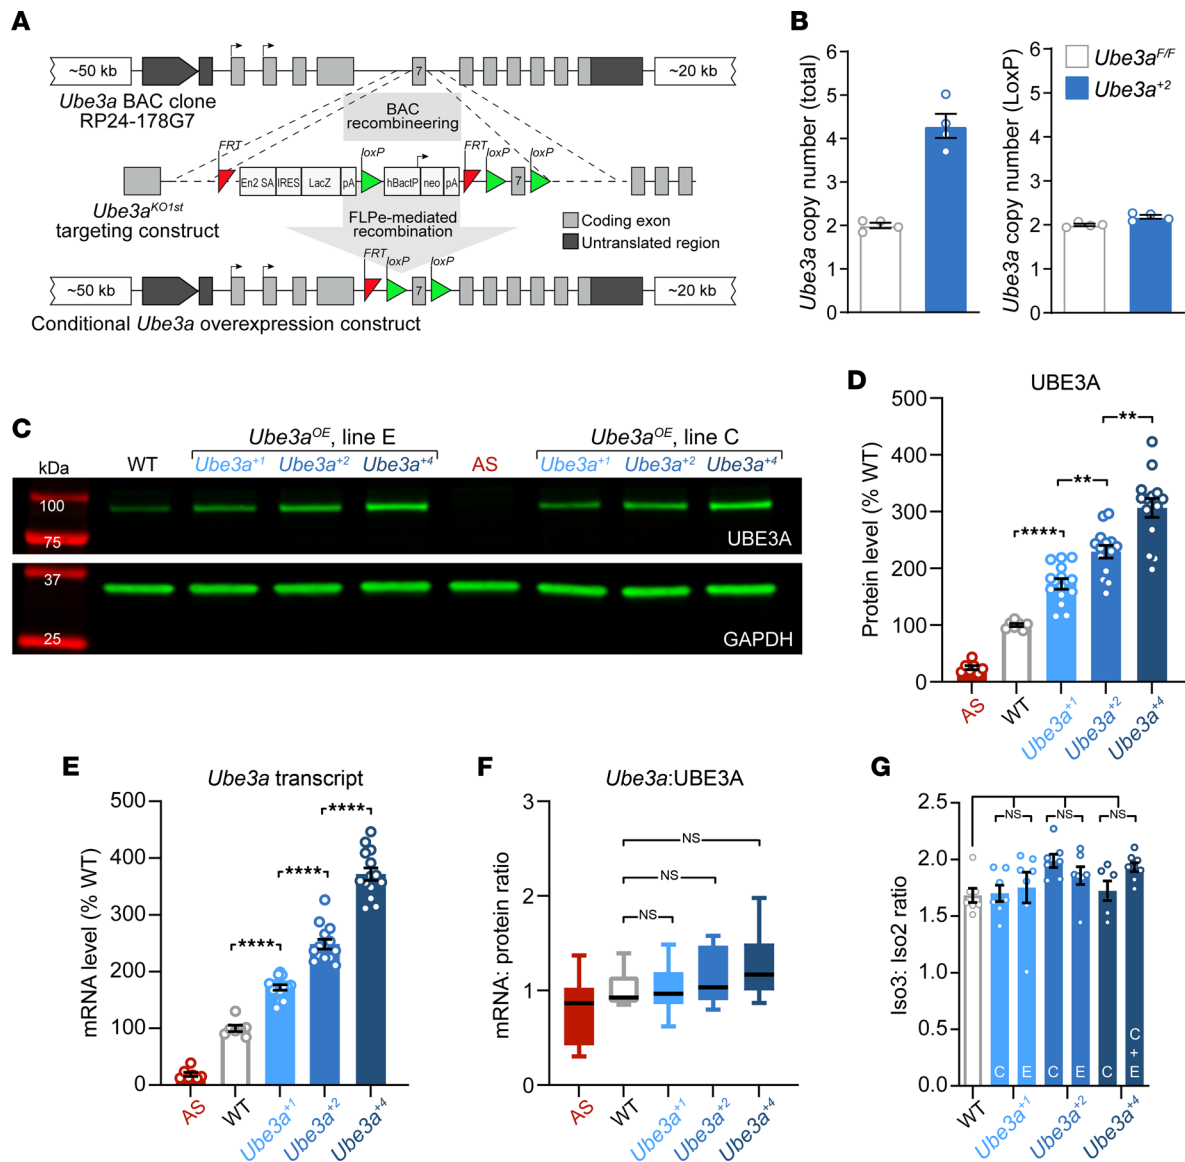 A
~50 kb
7
~20 kb
Ube3a BAC clone
RP24-178G7
BAC
recombineering
FRT
loxP
loxP
loxP
En2 SA
IRES
LacZ
pA
hBactP
neo
pA
7
Ube3aKO1st
targeting construct
FLPe-mediated
recombination
Coding exon
Untranslated region
FRT
loxP
loxP
~50 kb
7
~20 kb
Conditional Ube3a overexpression construct
B
Ube3a copy number (total)
6
5
4
3
2
1
0
Ube3a copy number (LoxP)
6
5
4
3
2
1
0
Ube3aF/F
Ube3a+2
C
Ube3aOE, line E
Ube3aOE, line C
kDa
WT
Ube3a+1
Ube3a+2
Ube3a+4
AS
Ube3a+1
Ube3a+2
Ube3a+4
100
75
UBE3A
37
25
GAPDH
D
UBE3A
Protein level (% WT)
500
400
300
200
100
0
****
**
**
AS
WT
Ube3a+1
Ube3a+2
Ube3a+4
E
Ube3a transcript
mRNA level (% WT)
500
400
300
200
100
0
****
****
****
AS
WT
Ube3a+1
Ube3a+2
Ube3a+4
F
Ube3a:UBE3A
mRNA: protein ratio
3
2
1
0
NS
NS
NS
AS
WT
Ube3a+1
Ube3a+2
Ube3a+4
G
Iso3: Iso2 ratio
2.5
2.0
1.5
1.0
0.5
0.0
NS
NS
NS
C
E
C
E
C
C
+
E
WT
Ube3a+1
Ube3a+2
Ube3a+4